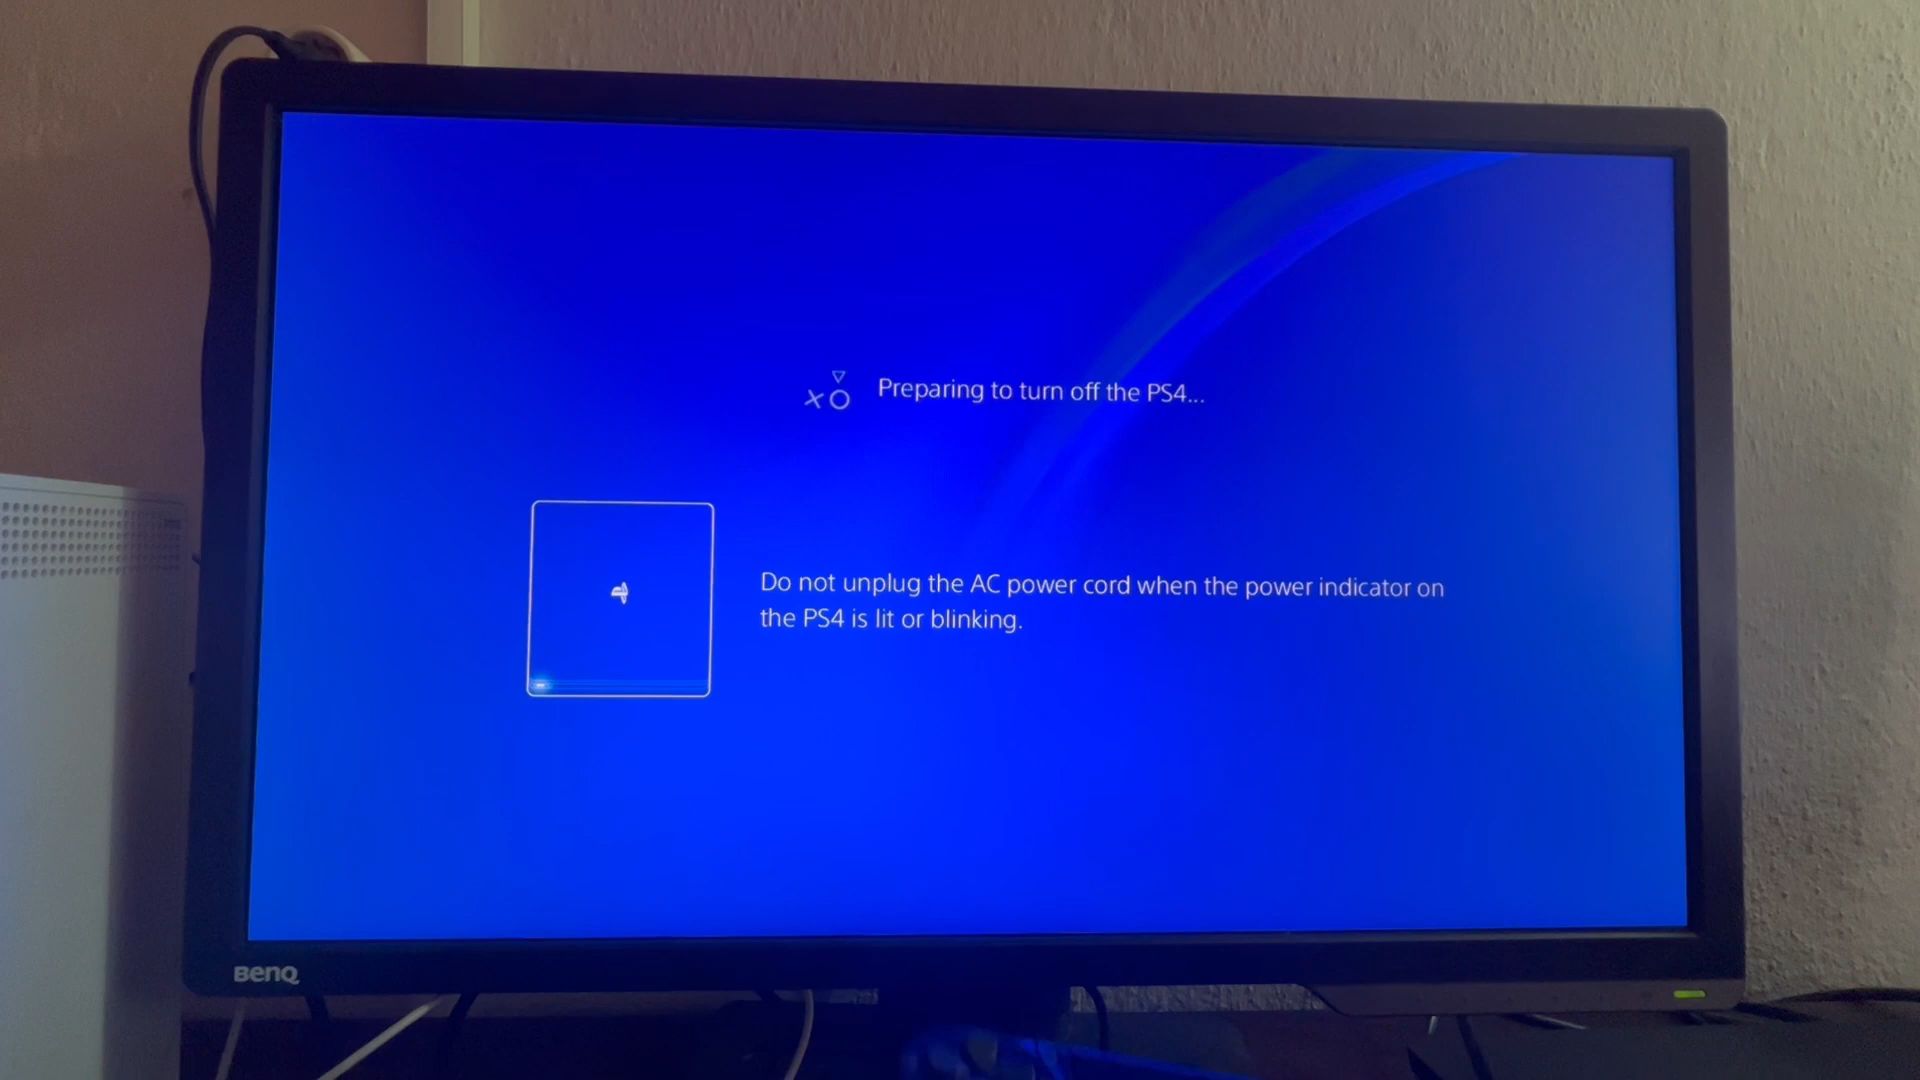 Preparing to turn off the PS4...
Do not unplug the AC power cord when the power indicator on
the PS4 is lit or blinking.
BenQ